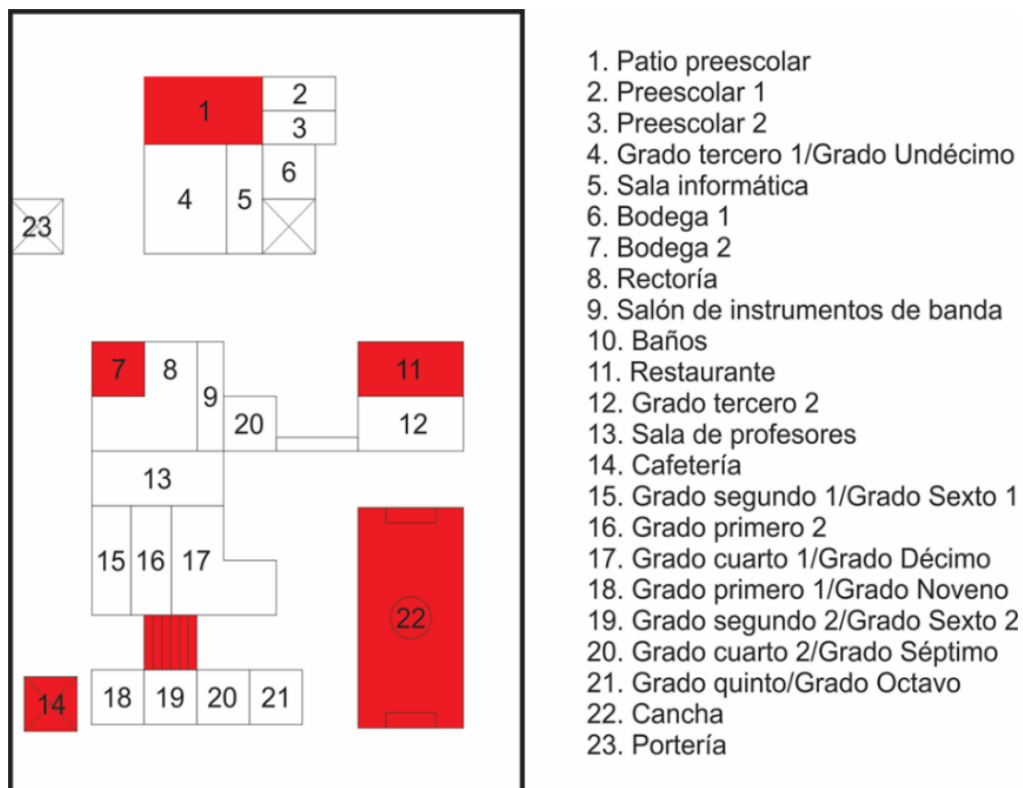 1
2
3
4
5
6
23
7
8
9
20
11
12
13
15
16
17
22
14
18
19
20
21
1. Patio preescolar
2. Preescolar 1
3. Preescolar 2
4. Grado tercero 1/Grado Undécimo
5. Sala informática
6. Bodega 1
7. Bodega 2
8. Rectoría
9. Salón de instrumentos de banda
10. Baños
11. Restaurante
12. Grado tercero 2
13. Sala de profesores
14. Cafetería
15. Grado segundo 1/Grado Sexto 1
16. Grado primero 2
17. Grado cuarto 1/Grado Décimo
18. Grado primero 1/Grado Noveno
19. Grado segundo 2/Grado Sexto 2
20. Grado cuarto 2/Grado Séptimo
21. Grado quinto/Grado Octavo
22. Cancha
23. Portería